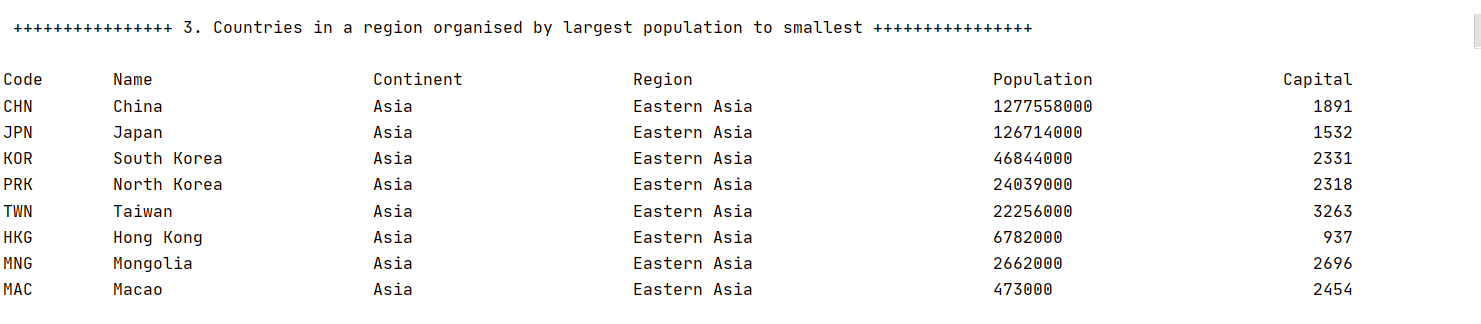 ++++++++++++++++ 3. Countries in a region organised by largest population to smallest ++++++++++++++++
Code Name Continent Region Population Capital
CHN China Asia Eastern Asia 1277558000 1891
JPN Japan Asia Eastern Asia 126714000 1532
KOR South Korea Asia Eastern Asia 46844000 2331
PRK North Korea Asia Eastern Asia 24039000 2318
TWN Taiwan Asia Eastern Asia 22256000 3263
HKG Hong Kong Asia Eastern Asia 6782000 937
MNG Mongolia Asia Eastern Asia 2662000 2696
MAC Macao Asia Eastern Asia 473000 2454